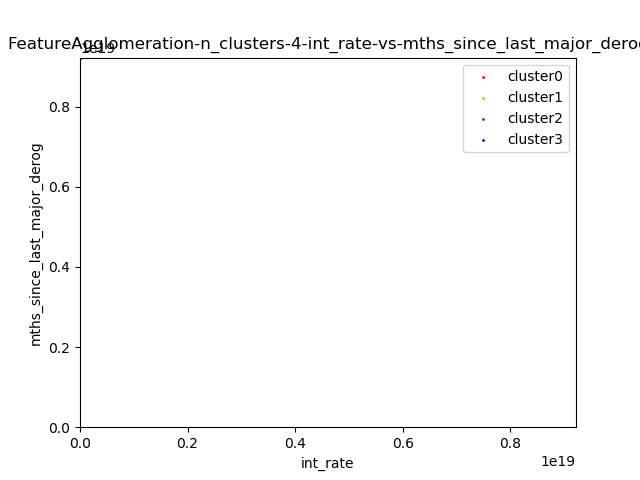 FeatureAgglomeration-n_clusters-4-int_rate-vs-mths_since_last_major_derog
1e19
cluster0
cluster1
cluster2
cluster3
mths_since_last_major_derog
0.8
0.6
0.4
0.2
0.0
0.0 0.2 0.4 0.6 0.8
1e19
int_rate